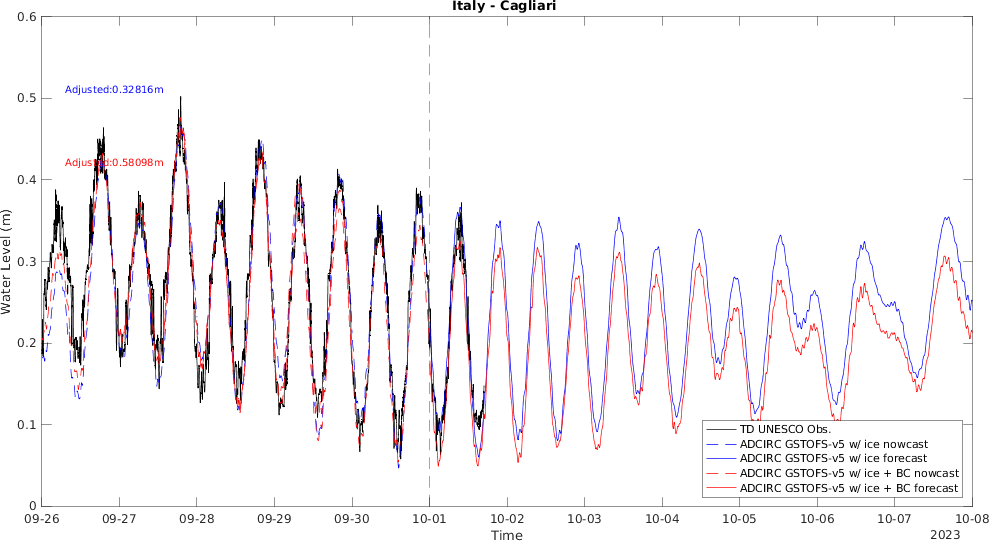 Italy - Cagliari
0.6
0.5
0.4
0.3
0.2
0.1
0
Water Level (m)
Adjusted:0.32816m
Adjusted:0.58098m
TD UNESCO Obs.
ADCIRC GSTOFS-v5 w/ ice nowcast
ADCIRC GSTOFS-v5 w/ ice forecast
ADCIRC GSTOFS-v5 w/ ice + BC nowcast
ADCIRC GSTOFS-v5 w/ ice + BC forecast
09-26 09-27 09-28 09-29 09-30 10-01 10-02 10-03 10-04 10-05 10-06 10-07 10-08
Time
2023